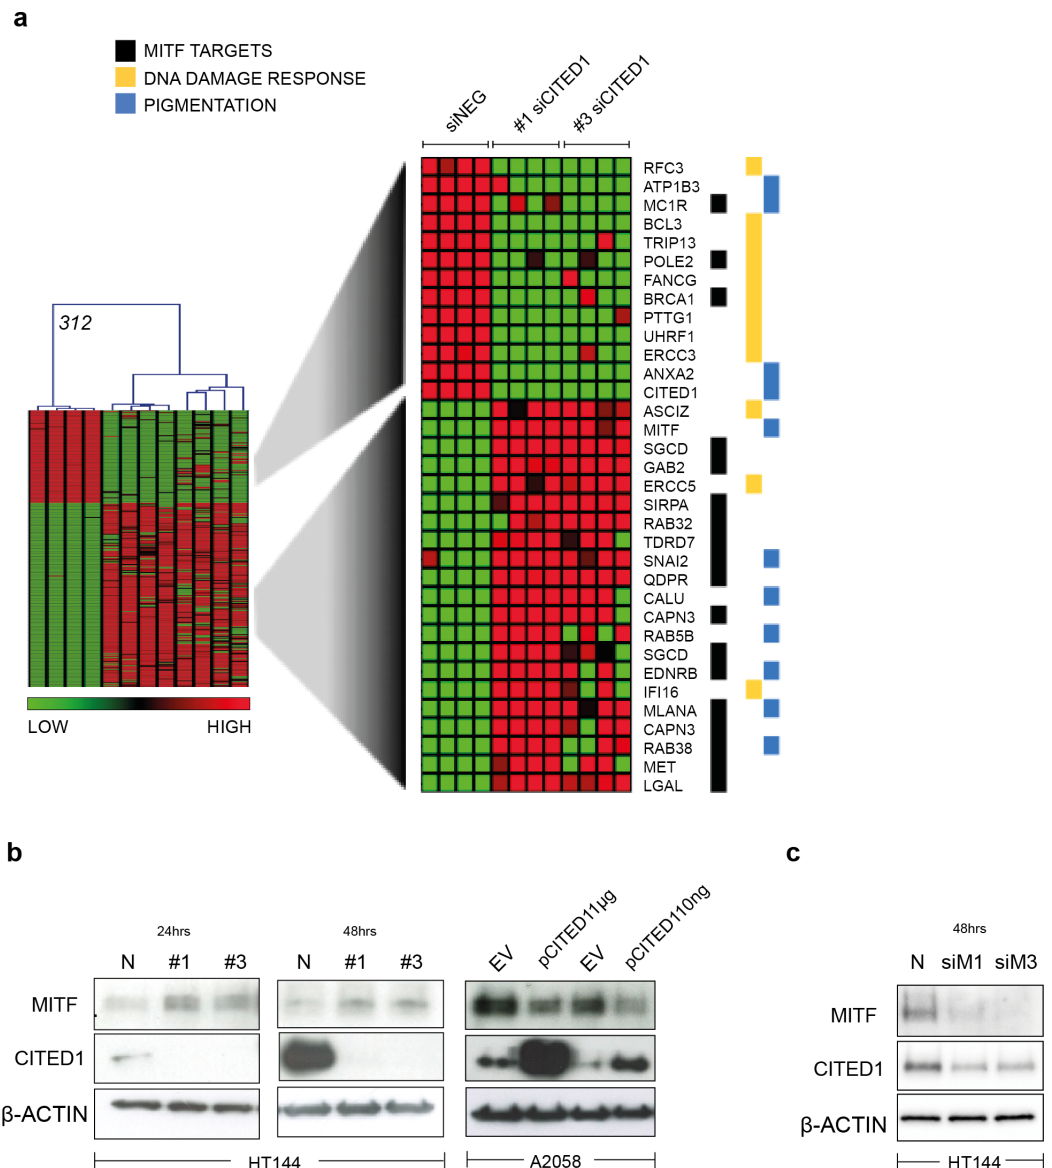 a
MITF TARGETS
DNA DAMAGE RESPONSE
PIGMENTATION
siNEG
#1 siCITED1
#3 siCITED1
RFC3
ATP1B3
MC1R
BCL3
TRIP13
POLE2
FANCG
BRCA1
PTTG1
UHRF1
ERCC3
ANXA2
CITED1
ASCIZ
MITF
SGCD
GAB2
ERCC5
SIRPA
RAB32
TDRD7
SNAI2
QDPR
CALU
CAPN3
RAB5B
SGCD
EDNRB
IFI16
MLANA
CAPN3
RAB38
MET
LGAL
312
LOW HIGH
b
24hrs 48hrs
N #1 #3 N #1 #3 EV pCITED11µg EV pCITED110ng
MITF
CITED1
β-ACTIN
HT144 A2058
c
48hrs
N siM1 siM3
MITF
CITED1
β-ACTIN
HT144